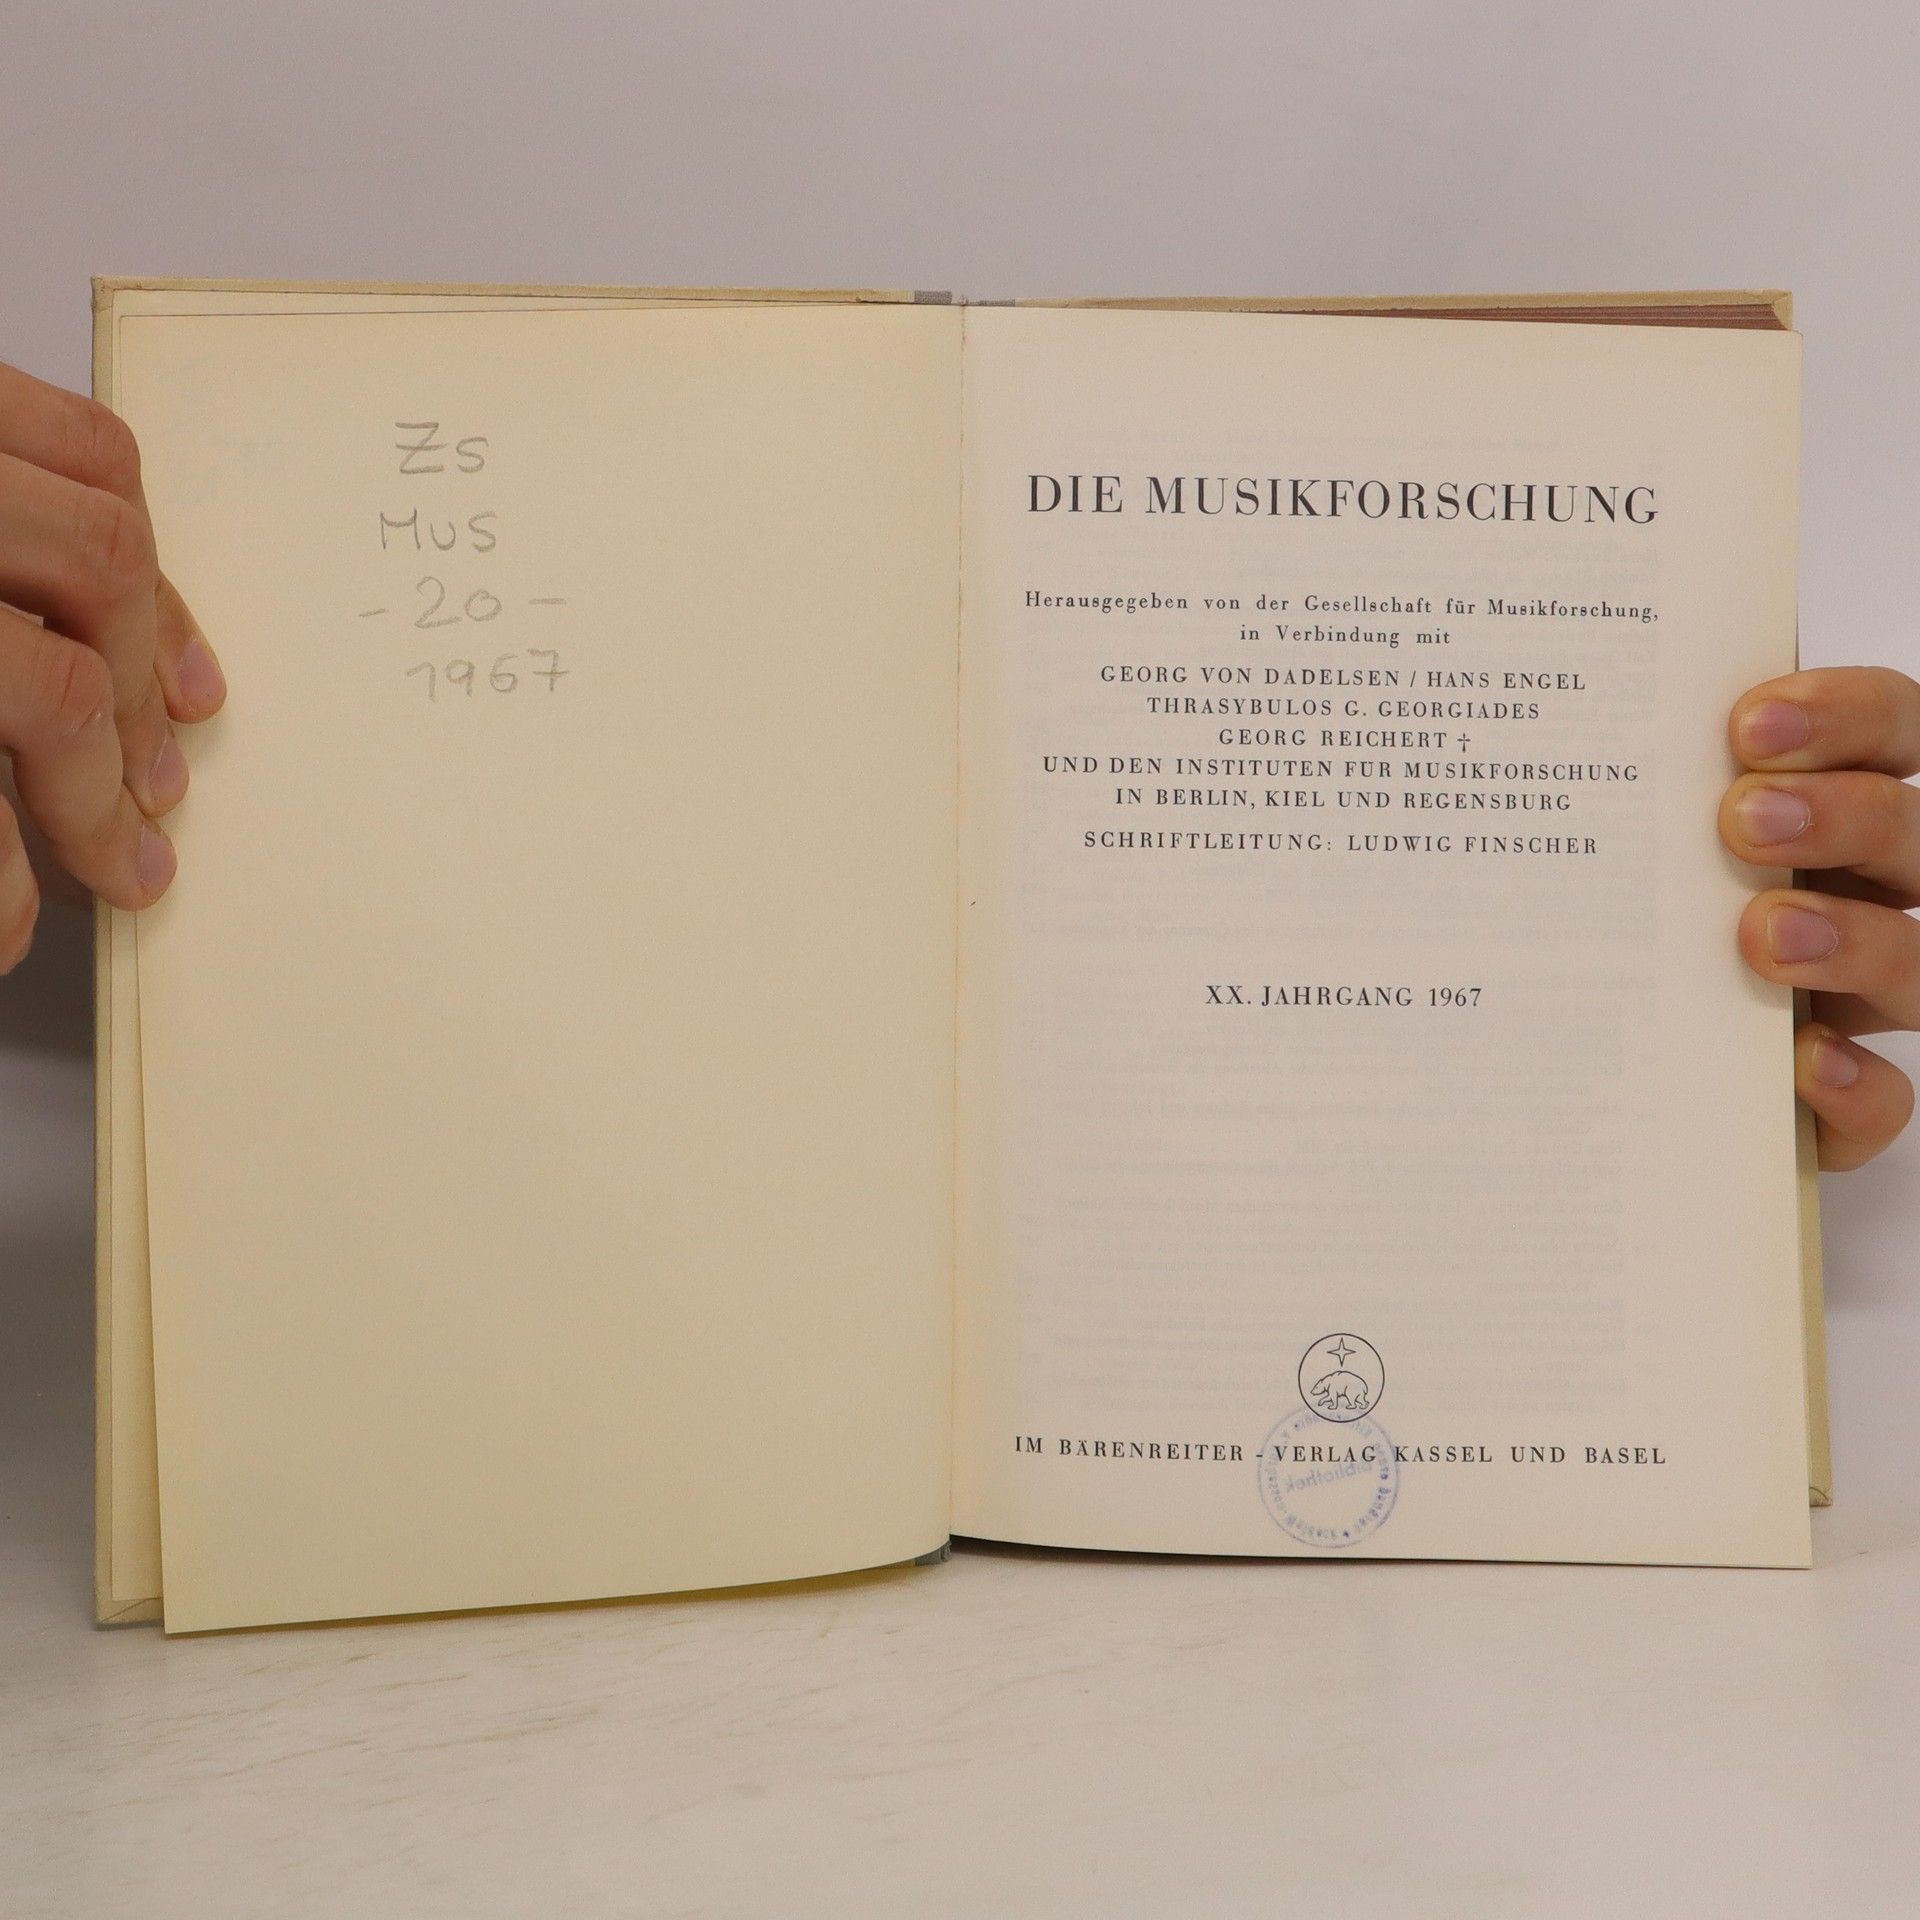 Zs
Mus
- 20 -
1967
DIE MUSIKFORSCHUNG
Herausgegeben von der Gesellschaft für Musikforschung,
in Verbindung mit
GEORG VON DADELSEN / HANS ENGEL
THRASYBULOS G. GEORGIADES
GEORG REICHERT †
UND DEN INSTITUTEN FÜR MUSIKFORSCHUNG
IN BERLIN, KIEL UND REGENSBURG
SCHRIFTLEITUNG: LUDWIG FINSCHER
XX. JAHRGANG 1967
IM BÄRENREITER - VERLAG KASSEL UND BASEL
Bibliothek